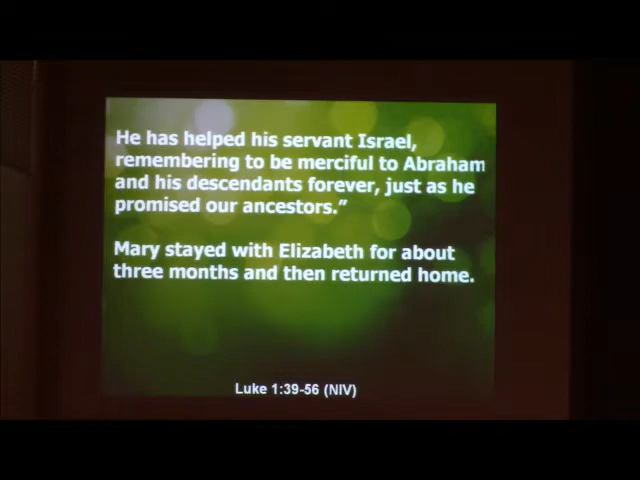 He has helped his servant Israel,
remembering to be merciful to Abraham
and his descendants forever, just as he
promised our ancestors.”
Mary stayed with Elizabeth for about
three months and then returned home.
Luke 1:39-56 (NIV)